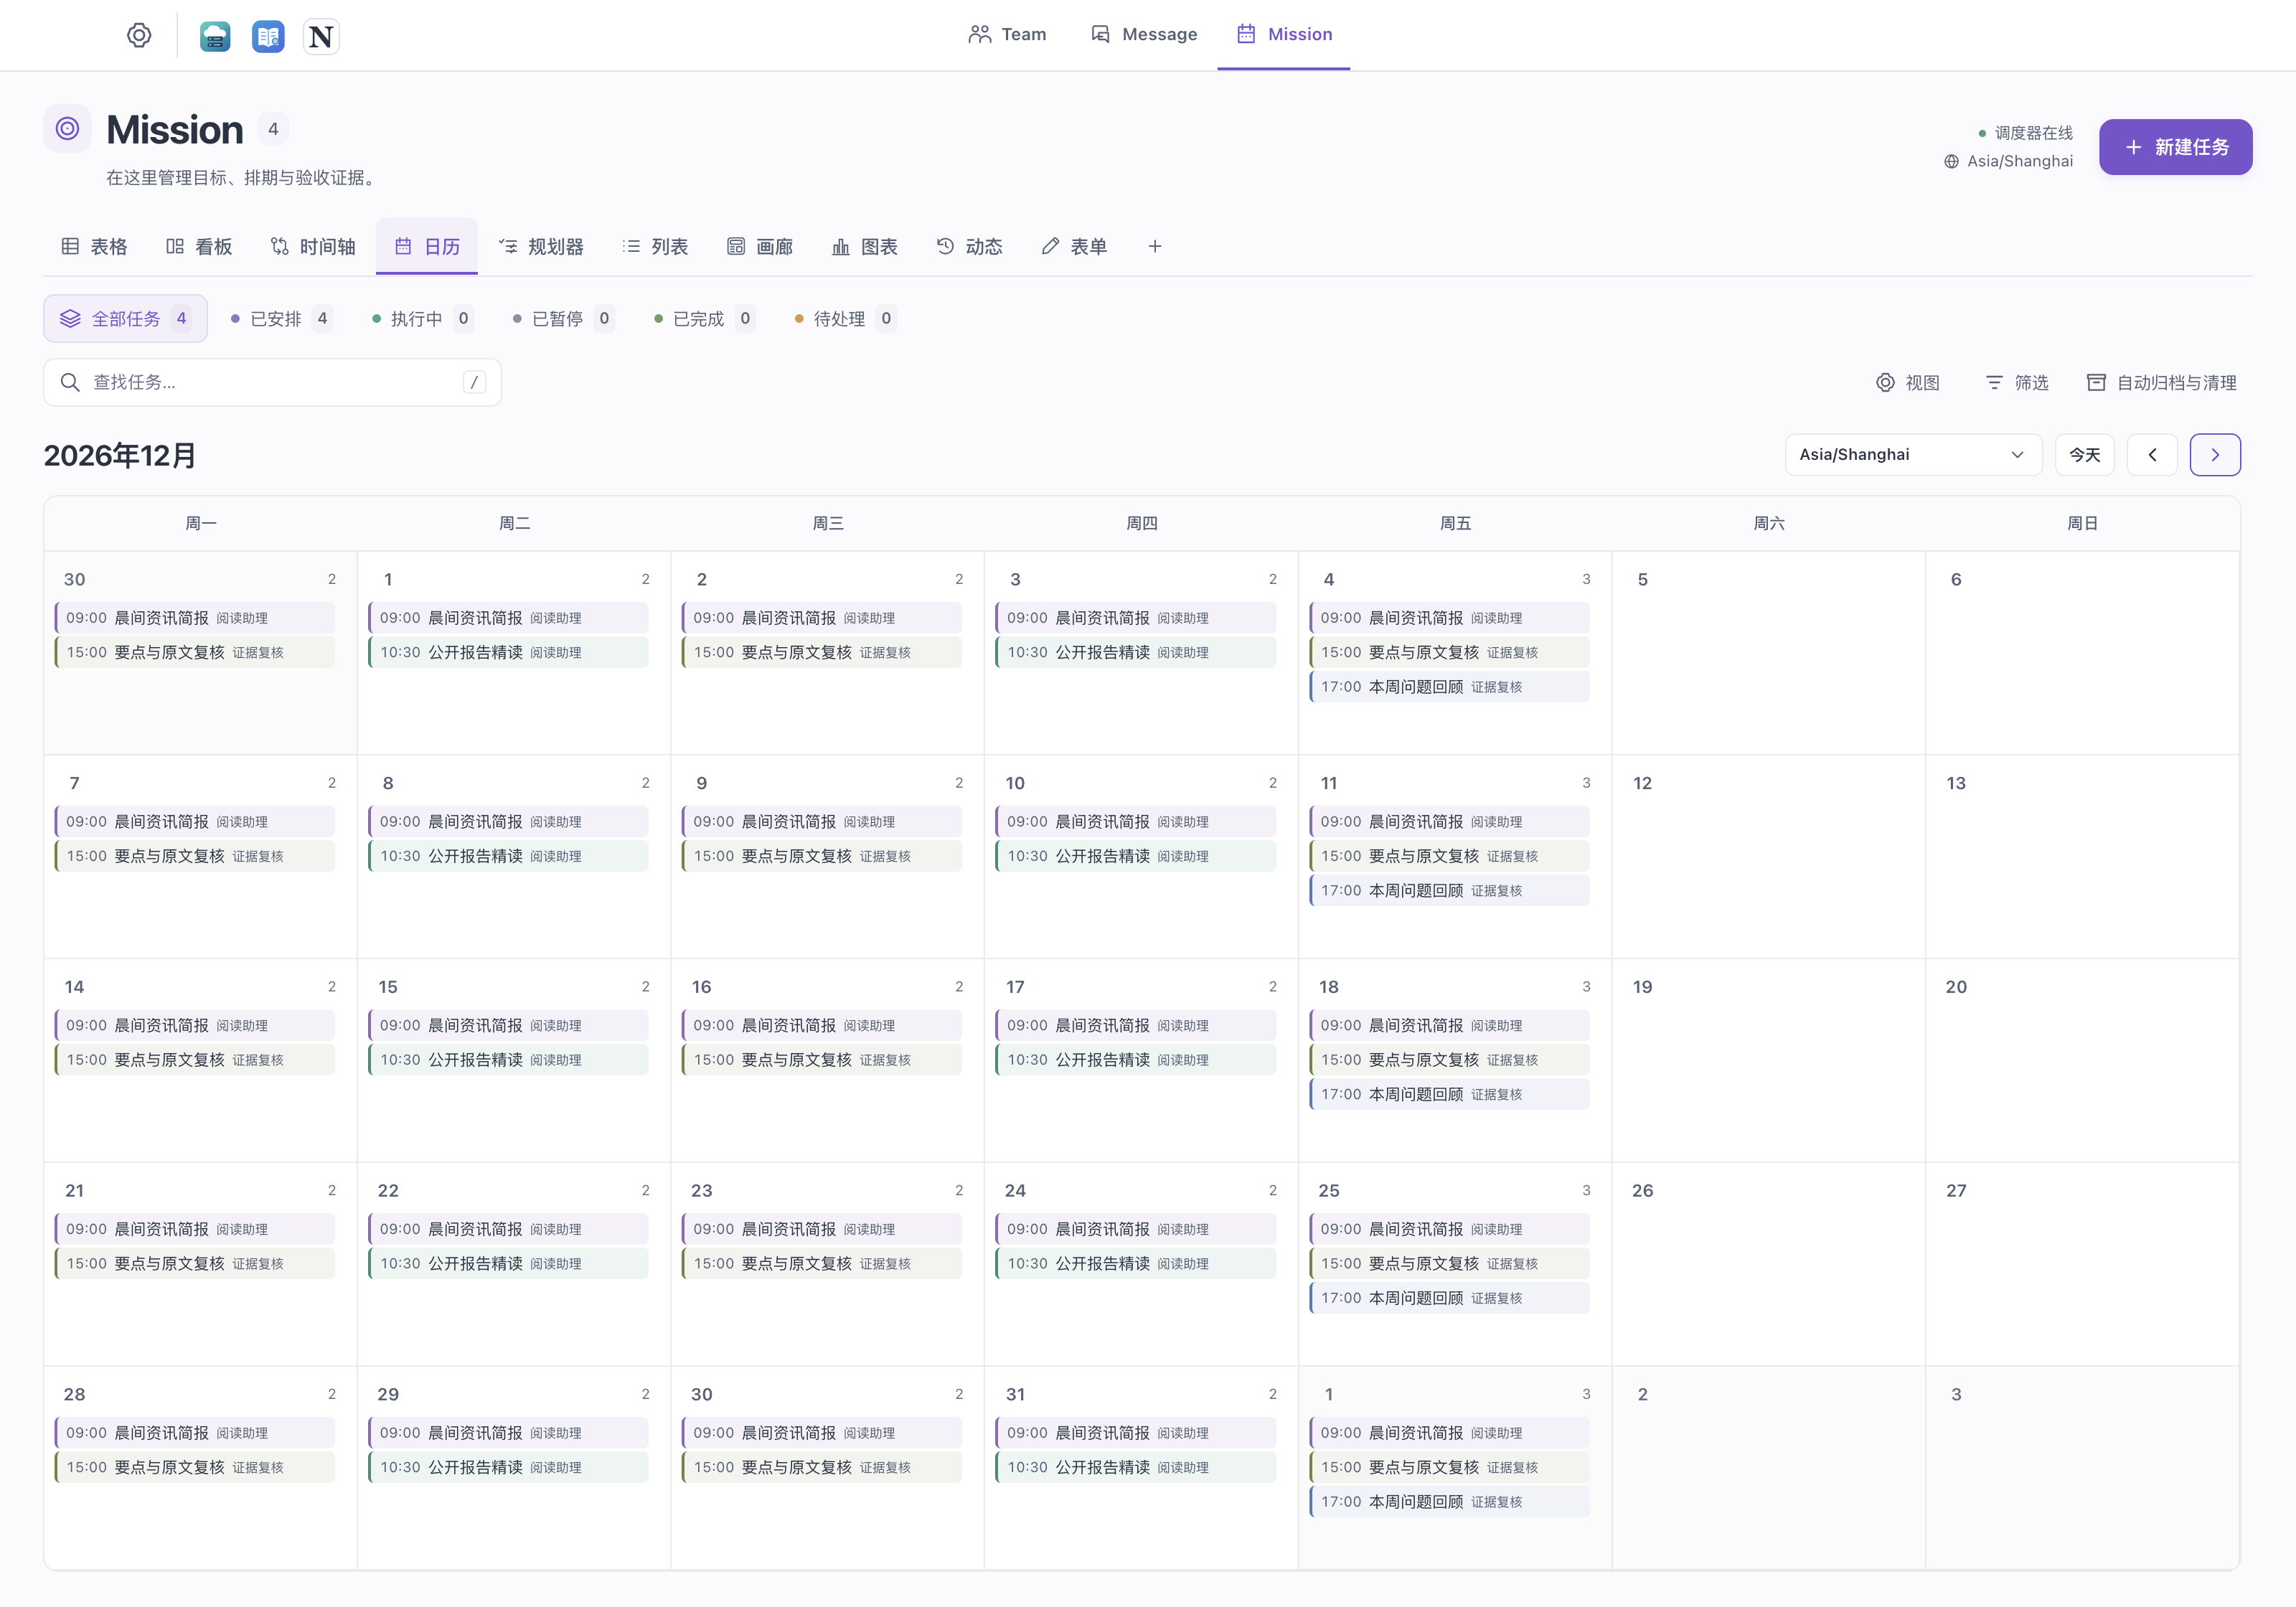 N
Team Message Mission
Mission 4
在这里管理目标、排期与验收证据。
调度器在线
Asia/Shanghai
新建任务
表格 看板 时间轴 日历 规划器 列表 画廊 图表 动态 表单
全部任务 4 已安排 4 执行中 0 已暂停 0 已完成 0 待处理 0
查找任务... /
视图 筛选 自动归档与清理
2026年12月
Asia/Shanghai 今天
周一 周二 周三 周四 周五 周六 周日
30 2 1 2 2 2 3 2 4 3 5 6
09:00 晨间资讯简报 阅读助理 09:00 晨间资讯简报 阅读助理 09:00 晨间资讯简报 阅读助理 09:00 晨间资讯简报 阅读助理 09:00 晨间资讯简报 阅读助理
15:00 要点与原文复核 证据复核 10:30 公开报告精读 阅读助理 15:00 要点与原文复核 证据复核 10:30 公开报告精读 阅读助理 15:00 要点与原文复核 证据复核
17:00 本周问题回顾 证据复核
7 2 8 2 9 2 10 2 11 3 12 13
09:00 晨间资讯简报 阅读助理 09:00 晨间资讯简报 阅读助理 09:00 晨间资讯简报 阅读助理 09:00 晨间资讯简报 阅读助理 09:00 晨间资讯简报 阅读助理
15:00 要点与原文复核 证据复核 10:30 公开报告精读 阅读助理 15:00 要点与原文复核 证据复核 10:30 公开报告精读 阅读助理 15:00 要点与原文复核 证据复核
17:00 本周问题回顾 证据复核
14 2 15 2 16 2 17 2 18 3 19 20
09:00 晨间资讯简报 阅读助理 09:00 晨间资讯简报 阅读助理 09:00 晨间资讯简报 阅读助理 09:00 晨间资讯简报 阅读助理 09:00 晨间资讯简报 阅读助理
15:00 要点与原文复核 证据复核 10:30 公开报告精读 阅读助理 15:00 要点与原文复核 证据复核 10:30 公开报告精读 阅读助理 15:00 要点与原文复核 证据复核
17:00 本周问题回顾 证据复核
21 2 22 2 23 2 24 2 25 3 26 27
09:00 晨间资讯简报 阅读助理 09:00 晨间资讯简报 阅读助理 09:00 晨间资讯简报 阅读助理 09:00 晨间资讯简报 阅读助理 09:00 晨间资讯简报 阅读助理
15:00 要点与原文复核 证据复核 10:30 公开报告精读 阅读助理 15:00 要点与原文复核 证据复核 10:30 公开报告精读 阅读助理 15:00 要点与原文复核 证据复核
17:00 本周问题回顾 证据复核
28 2 29 2 30 2 31 2 1 3 2 3
09:00 晨间资讯简报 阅读助理 09:00 晨间资讯简报 阅读助理 09:00 晨间资讯简报 阅读助理 09:00 晨间资讯简报 阅读助理 09:00 晨间资讯简报 阅读助理
15:00 要点与原文复核 证据复核 10:30 公开报告精读 阅读助理 15:00 要点与原文复核 证据复核 10:30 公开报告精读 阅读助理 15:00 要点与原文复核 证据复核
17:00 本周问题回顾 证据复核